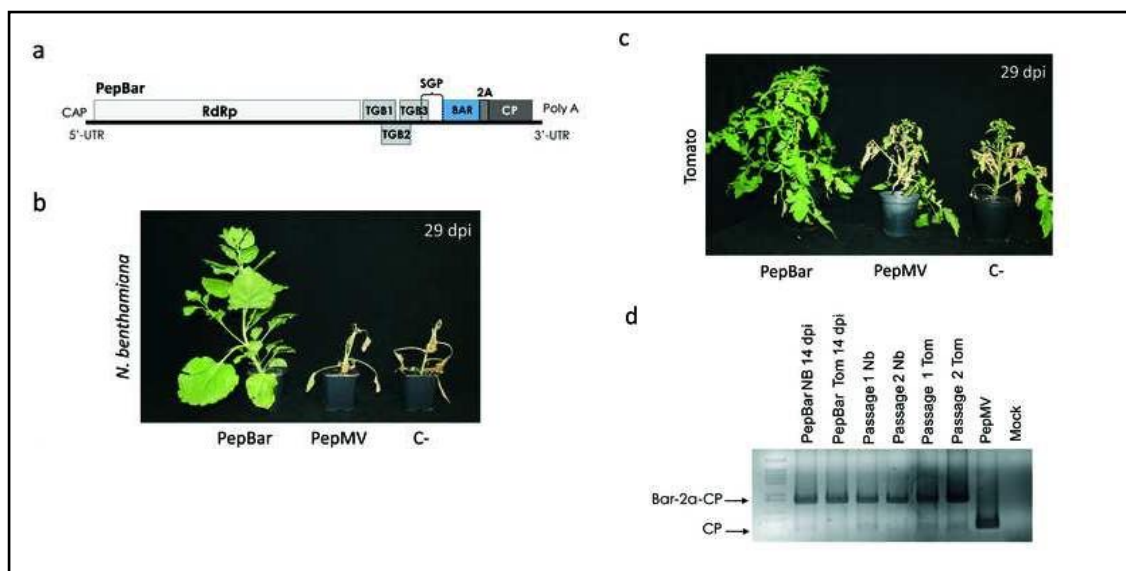 a
PepBar
SGP
2A
CAP
RdRp
TGB1
TGB3
BAR
CP
Poly A
5'-UTR
TGB2
3'-UTR
b
29 dpi
N. benthamiana
PepBar
PepMV
C-
c
29 dpi
Tomato
PepBar
PepMV
C-
d
PepBar NB 14 dpi
PepBar Tom 14 dpi
Passage 1 Nb
Passage 2 Nb
Passage 1 Tom
Passage 2 Tom
PepMV
Mock
Bar-2a-CP
CP